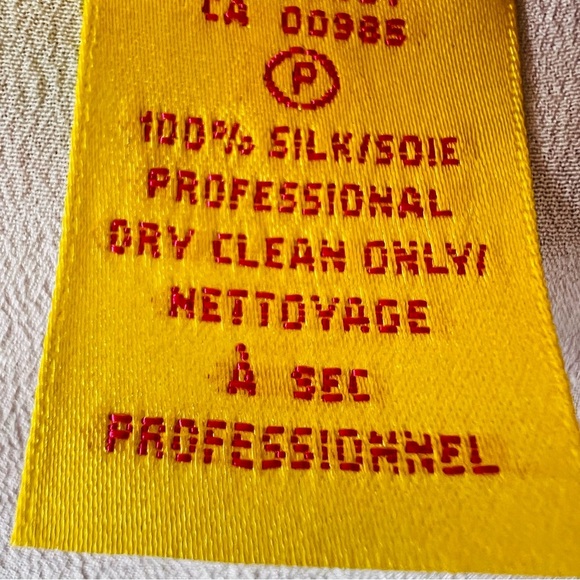 CA 00985
P
100% SILK/SOIE
PROFESSIONAL
DRY CLEAN ONLY/
NETTOYAGE
À SEC
PROFESSIONNEL